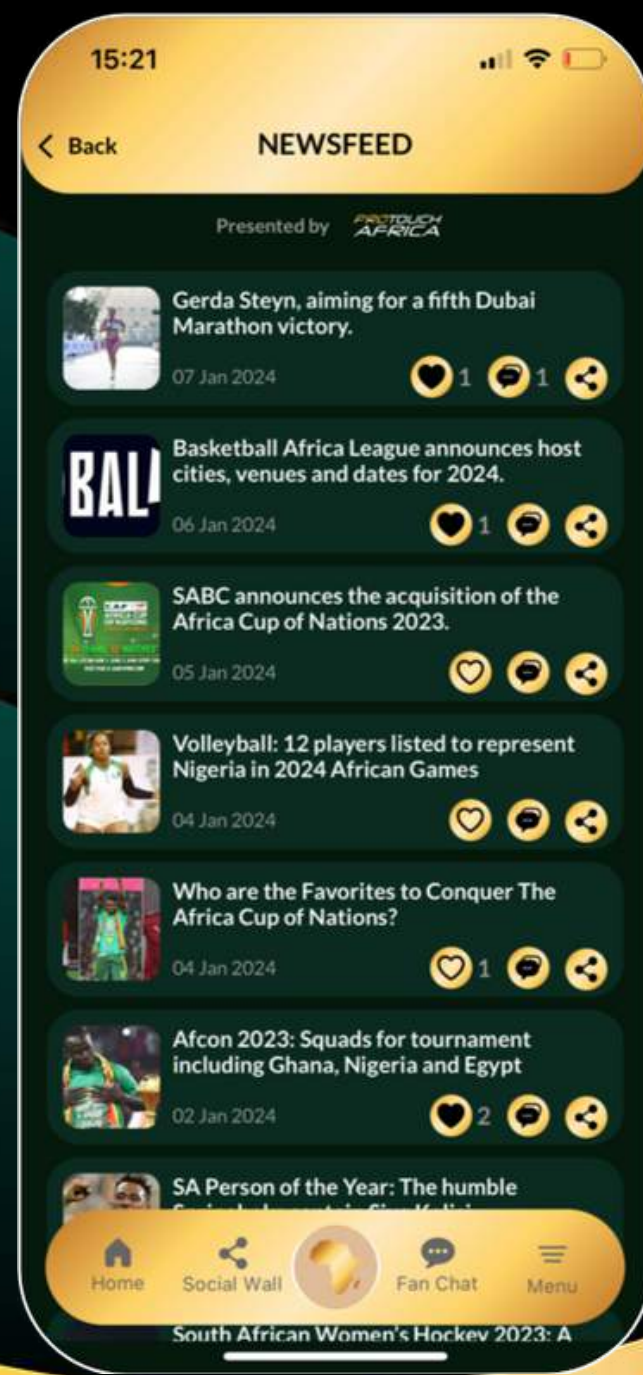 15:21
Back NEWSFEED
Presented by PROTOUCH
AFRICA
Gerda Steyn, aiming for a fifth Dubai
Marathon victory.
07 Jan 2024 1 1
BAL
Basketball Africa League announces host
cities, venues and dates for 2024.
06 Jan 2024 1
SABC announces the acquisition of the
Africa Cup of Nations 2023.
05 Jan 2024
Volleyball: 12 players listed to represent
Nigeria in 2024 African Games
04 Jan 2024
Who are the Favorites to Conquer The
Africa Cup of Nations?
04 Jan 2024 1
Afcon 2023: Squads for tournament
including Ghana, Nigeria and Egypt
02 Jan 2024 2
SA Person of the Year: The humble
Home Social Wall Fan Chat Menu
South African Women's Hockey 2023: A